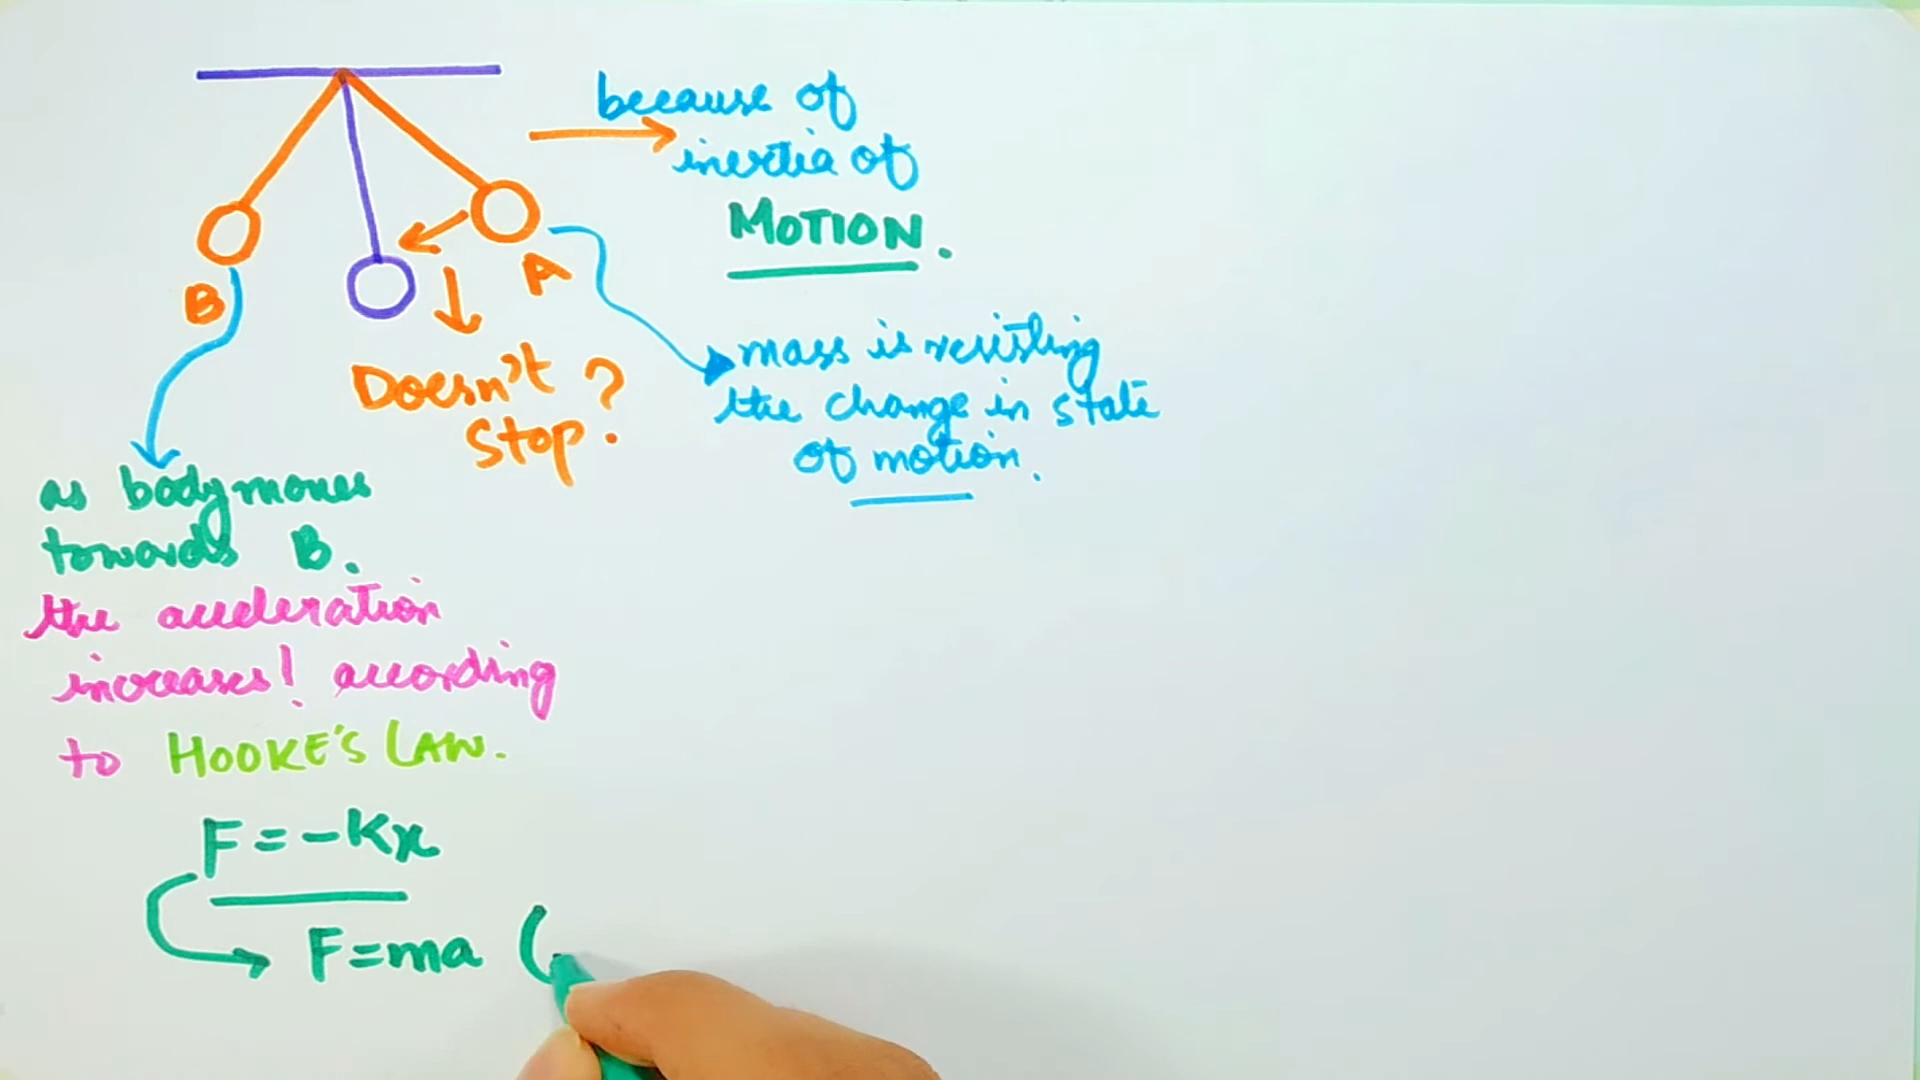 because of
inertia of
MOTION.
A
B
Doesn't
stop ?
mass is resisting
the change in state
of motion.
as body moves
towards B.
the acceleration
increases! according
to HOOKE'S LAW.
F=-Kx
F=ma (